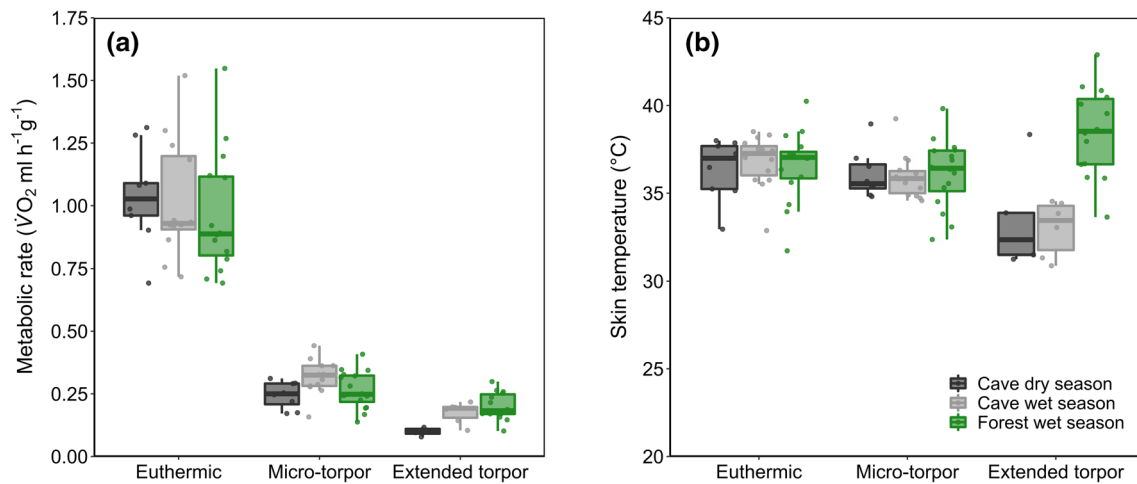 (a)
Metabolic rate (V̇O₂ ml h⁻¹g⁻¹)
1.75
1.50
1.25
1.00
0.75
0.50
0.25
0.00
Euthermic Micro-torpor Extended torpor
(b)
Skin temperature (°C)
45
40
35
30
25
20
Cave dry season
Cave wet season
Forest wet season
Euthermic Micro-torpor Extended torpor